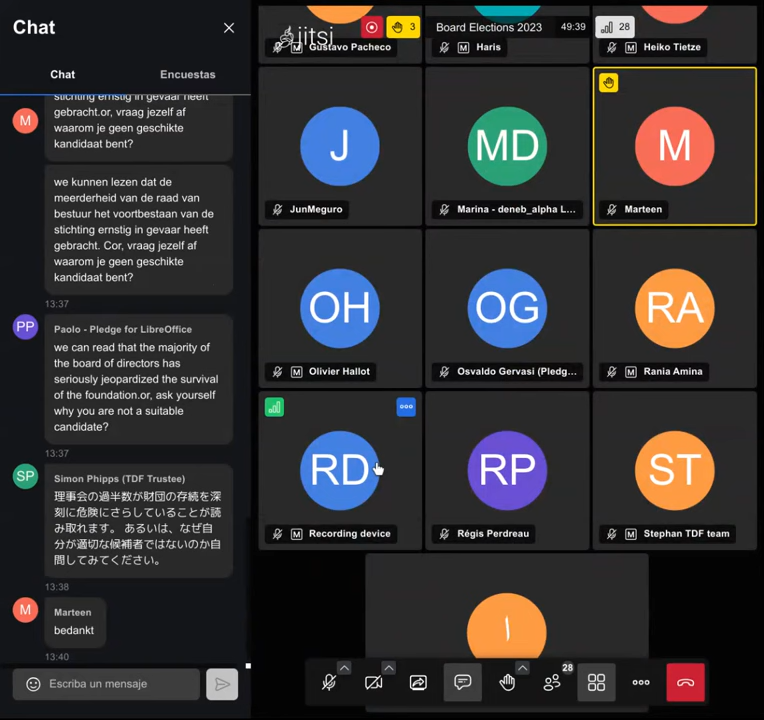 Chat
Chat
Encuestas
M
stichting ernstig in gevaar heeft
gebracht.or, vraag jezelf af
waarom je geen geschikte
kandidaat bent?
we kunnen lezen dat de
meerderheid van de raad van
bestuur het voortbestaan van de
stichting ernstig in gevaar heeft
gebracht. Cor, vraag jezelf af
waarom je geen geschikte
kandidaat bent?
13:37
PP
Paolo - Pledge for LibreOffice
we can read that the majority of
the board of directors has
seriously jeopardized the survival
of the foundation.or, ask yourself
why you are not a suitable
candidate?
13:37
SP
Simon Phipps (TDF Trustee)
理事会の過半数が財団の存続を深
刻に危険にさらしていることが読
み取れます。 あるいは、なぜ自
分が適切な候補者ではないのか自
問してみてください。
13:38
M
Marteen
bedankt
13:40
Escriba un mensaje
jitsi
3
Board Elections 2023
49:39
28
Gustavo Pacheco
M
Haris
M
Heiko Tietze
J
JunMeguro
MD
Marina - deneb_alpha L...
M
Marteen
OH
M
Olivier Hallot
OG
Osvaldo Gervasi (Pledg...
RA
M
Rania Amina
RD
M
Recording device
RP
Régis Perdreau
ST
M
Stephan TDF team
28